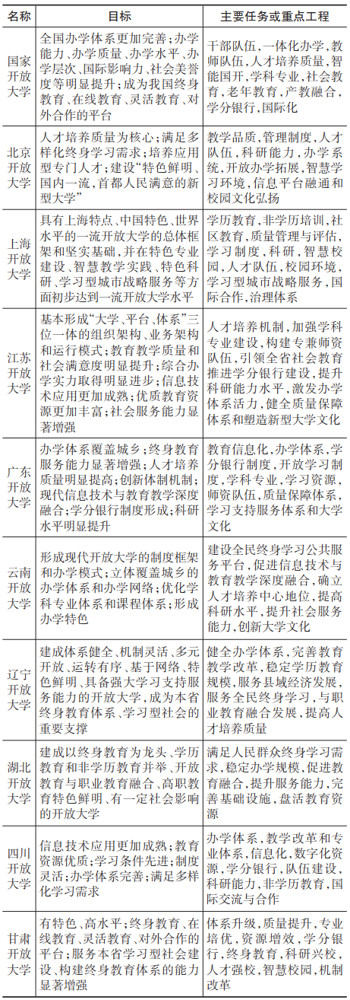 名称 目标 主要任务或重点工程
国家
开放
大学
全国办学体系更加完善;办学
能力、办学质量、办学水平、办
学层次、国际影响力、社会美誉
度等明显提升;成为我国终身
教育、在线教育、灵活教育、对
外合作的平台
干部队伍,一体化办学,教
师队伍,人才培养质量,智
能国开,学科专业,社会教
育,老年教育,产教融合,
学分银行,国际化
北京
开放
大学
人才培养质量为核心;满足多
样化终身学习需求;培养应用
型专门人才;建设“特色鲜明、
国内一流,首都人民满意的新
型大学”
教学品质,管理制度,人才
队伍,科研能力,办学系
统,开放办学拓展,智慧学
习环境,信息平台融通和
校园文化弘扬
上海
开放
大学
具有上海特点、中国特色、世界
水平的一流开放大学的总体框
架和坚实基础,并在特色专业
建设、智慧教学实践、特色科
研、学习型城市战略服务等方
面初步达到一流开放大学水平
学历教育,非学历培训,社
区教育,质量管理与评估,
学习制度,科研,智慧校
园,人才队伍,校园环境,
学习型城市战略服务,国
际合作,治理体系
江苏
开放
大学
基本形成“大学、平台、体系”三
位一体的组织架构、业务架构
和运行模式;教育教学质量和
社会满意度明显提升;综合办
学实力取得明显进步;信息技
术应用更加成熟;优质教育资
源更加丰富;社会服务能力显
著增强
人才培养机制,加强学科
专业建设,构建专兼师资
队伍,引领全省社会教育
推进学分银行建设,提升
科研能力水平,激发办学
体系活力,健全质量保障
体系和塑造新型大学文化
广东
开放
大学
办学体系覆盖城乡;终身教育
服务能力显著增强;人才培养
质量明显提高;创新体制机制;
现代信息技术与教育教学深度
融合;学分银行制度形成;科研
水平明显提升
教育信息化,办学体系,学
分银行制度,开放学习制
度,学科专业,学习资源,
师资队伍,质量保障体系,
学习支持服务体系和大学
文化
云南
开放
大学
形成现代开放大学的制度框架
和办学模式;立体覆盖城乡的
办学体系和办学网络;优化学
科专业体系和课程体系;形成
办学特色
建设全民终身学习公共服
务平台,促进信息技术与
教育教学深度融合,确立
人才培养中心地位,提高
科研水平,提升社会服务
能力,创新大学文化
辽宁
开放
大学
建成体系健全、机制灵活、多元
开放、运转有序、基于网络、特
色鲜明、具备强大学习支持服
务能力的开放大学,成为本省
终身教育体系、学习型社会的
重要支撑
健全办学体系,完善教育
教学改革,稳定学历教育
规模,服务县域经济发展,
服务全民终身学习,与职
业教育融合发展,提高人
才培养质量
湖北
开放
大学
建成以终身教育为龙头、学历
教育和非学历教育并举、开放
教育与职业教育融合、高职教
育特色鲜明、有一定社会影响
的开放大学
满足人民群众终身学习需
求,稳定办学规模,促进教
育融合,提升服务能力,完
善基础设施,盘活教育资
源
四川
开放
大学
信息技术应用更加成熟;教育
资源优质;学习条件先进;制度
灵活;办学体系完善;满足多样
化学习需求
办学体系,教学改革和专
业体系,信息化,数字化资
源,学分银行,队伍建设,
科研能力,非学历教育,国
际交流与合作
甘肃
开放
大学
有特色、高水平;终身教育、在
线教育、灵活教育、对外合作的
平台;服务本省学习型社会建
设、构建终身教育体系的能力
显著增强
体系升级,质量提升,专业
培优,资源增效,学分银
行,终身教育,科研兴校,
人才强校,智慧校园,机制
改革